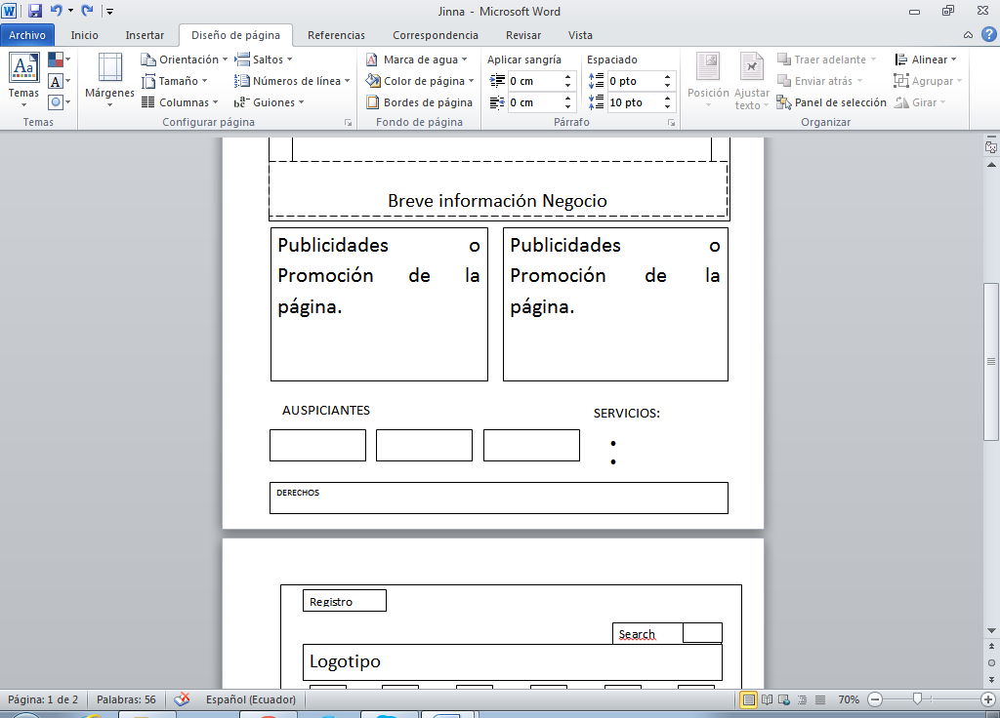 Jinna - Microsoft Word
Archivo Inicio Insertar Diseño de página Referencias Correspondencia Revisar Vista
Aa Temas
A
Temas
Márgenes
Orientación
Tamaño
Columnas
Saltos
Números de línea
Guiones
Configurar página
Marca de agua
Color de página
Bordes de página
Fondo de página
Aplicar sangría
0 cm
0 cm
Espaciado
0 pto
10 pto
Párrafo
Posición
Ajustar
texto
Traer adelante
Enviar atrás
Panel de selección
Alinear
Agrupar
Girar
Organizar
Breve información Negocio
Publicidades o
Promoción de la
página.
Publicidades o
Promoción de la
página.
AUSPICIANTES
SERVICIOS:
DERECHOS
Registro
Search
Logotipo
Página: 1 de 2 Palabras: 56 Español (Ecuador) 70%